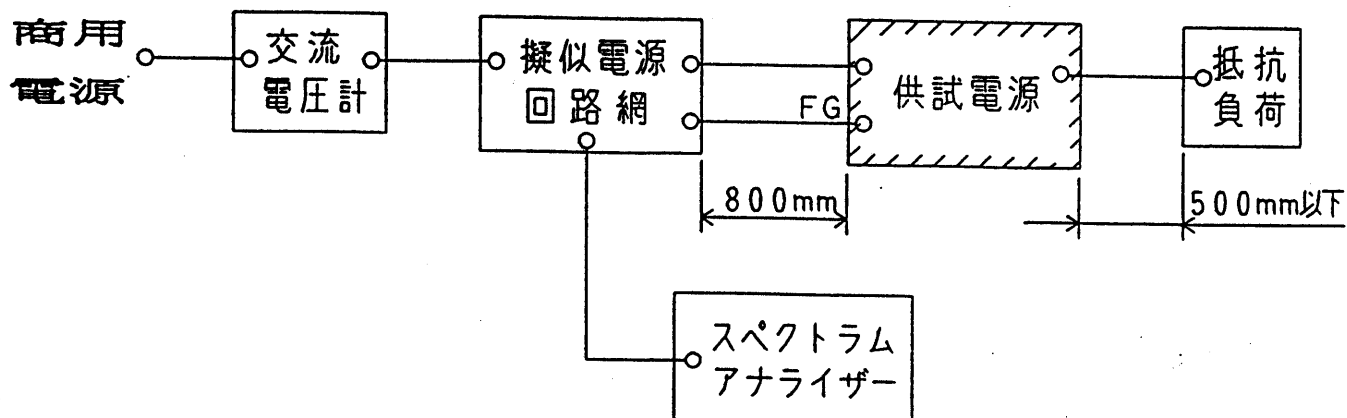 商用
電源
交流
電圧計
擬似電源
回路網
FG
供試電源
抵抗
負荷
800mm
500mm以下
スペクトラム
アナライザー